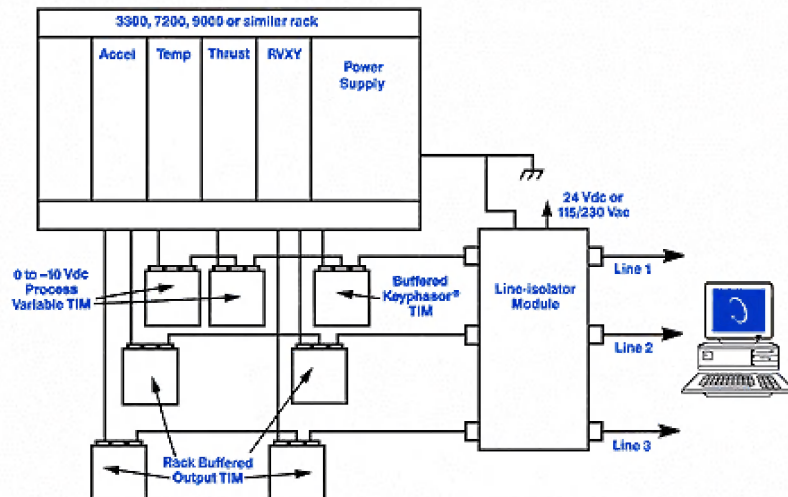 3300, 7200, 9000 or similar rack
Accel
Temp
Thrust
RVXY
Power
Supply
24 Vdc or
115/230 Vac
0 to –10 Vdc
Process
Variable TIM
Buffered
Keyphasor®
TIM
Line-isolator
Module
Line 1
Line 2
Line 3
Rack Buffered
Output TIM